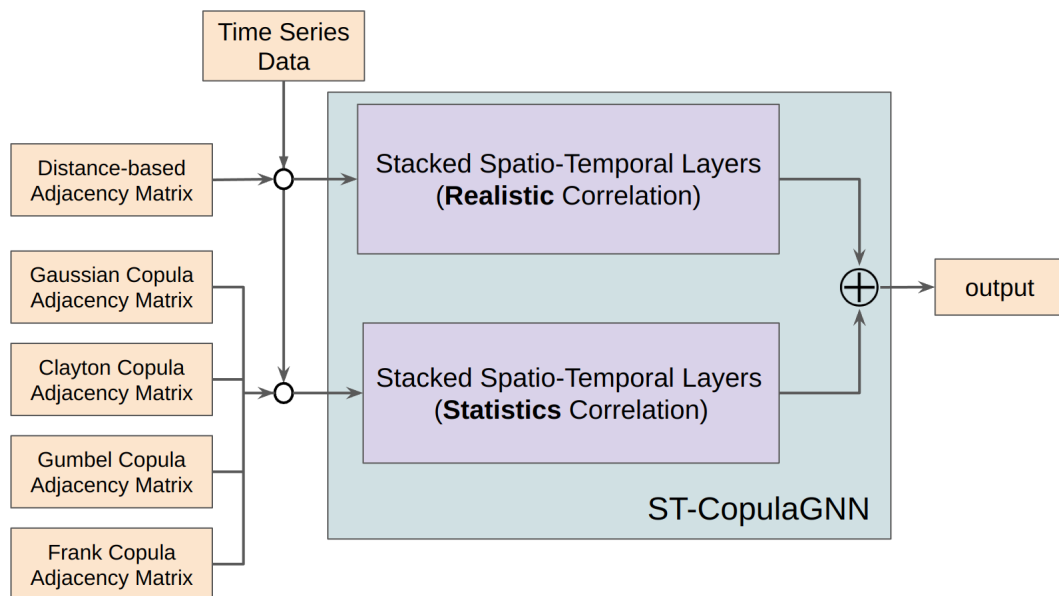 Time Series
Data
Distance-based
Adjacency Matrix
Stacked Spatio-Temporal Layers
(Realistic Correlation)
Gaussian Copula
Adjacency Matrix
output
Clayton Copula
Adjacency Matrix
Stacked Spatio-Temporal Layers
(Statistics Correlation)
Gumbel Copula
Adjacency Matrix
ST-CopulaGNN
Frank Copula
Adjacency Matrix